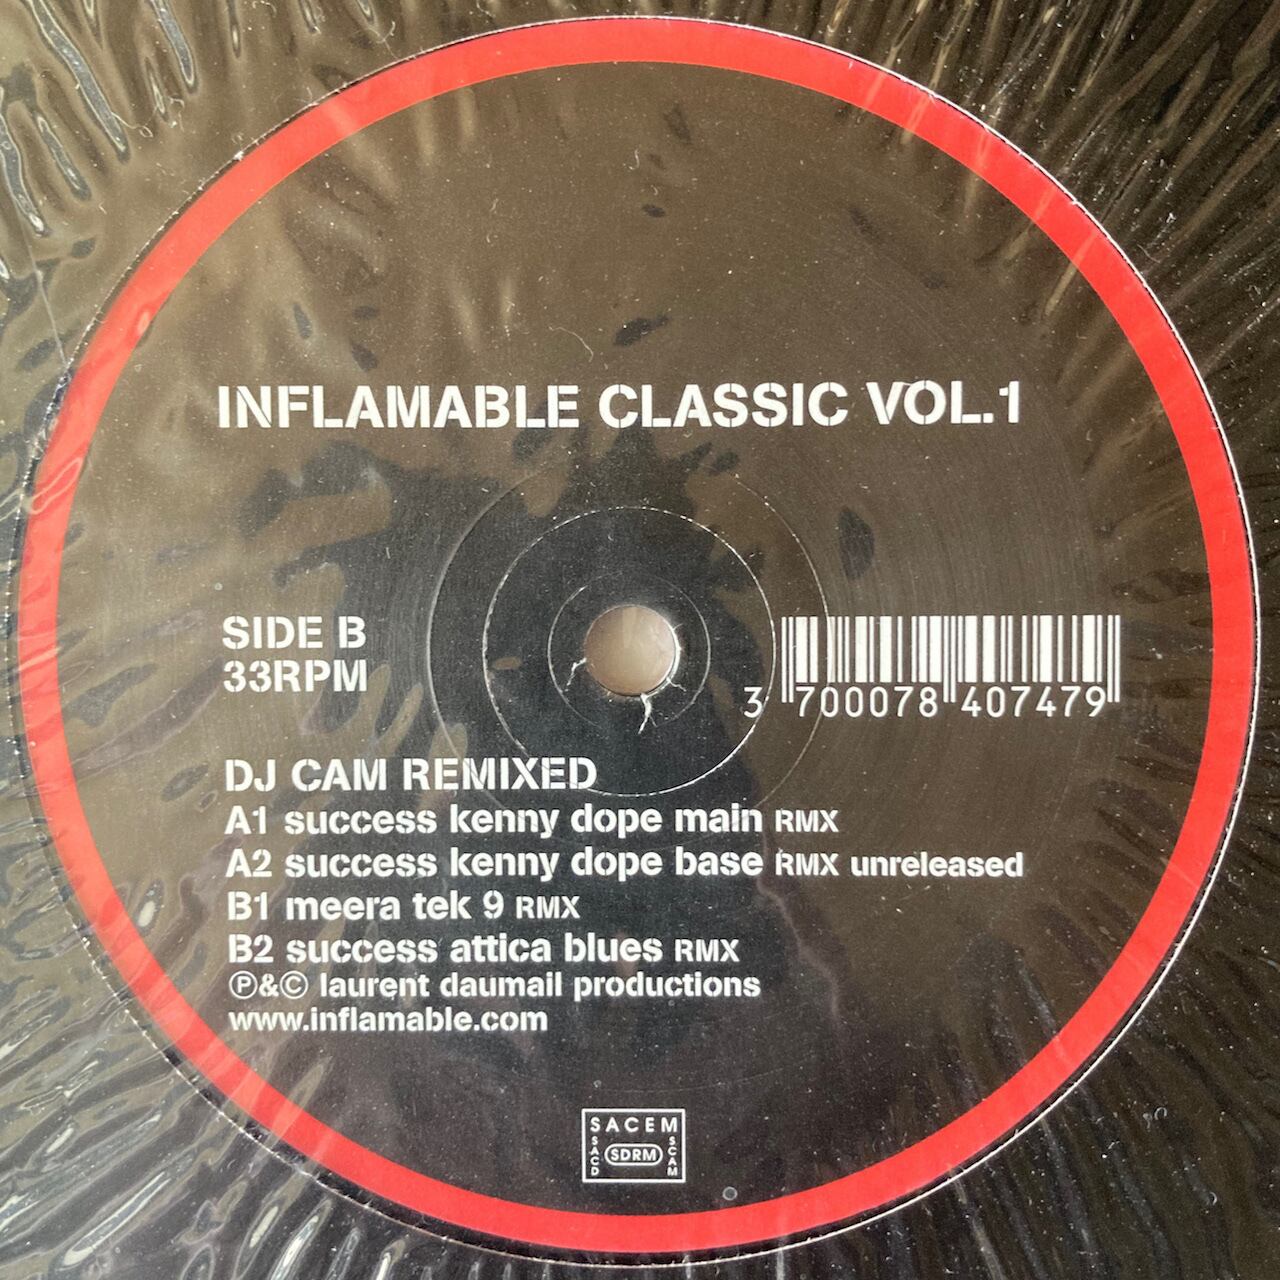 INFLAMABLE CLASSIC VOL.1
SIDE B
33RPM
3 700078 407479
DJ CAM REMIXED
A1 success kenny dope main RMX
A2 success kenny dope base RMX unreleased
B1 meera tek 9 RMX
B2 success attica blues RMX
℗&© laurent daumail productions
www.inflamable.com
SACEM
SACD
SDRM
SCAM